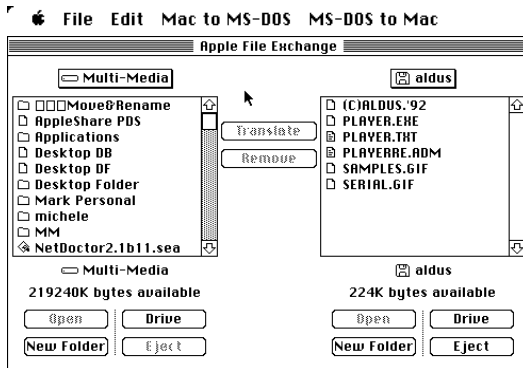 File Edit Mac to MS-DOS MS-DOS to Mac
Apple File Exchange
Multi-Media
aldus
□□□Move&Rename
AppleShare PDS
Applications
Desktop DB
Desktop DF
Desktop Folder
Mark Personal
michele
MM
NetDoctor2.1b11.sea
Translate
Remove
(C)ALDUS.'92
PLAYER.EXE
PLAYER.TXT
PLAYERRE.ADM
SAMPLES.GIF
SERIAL.GIF
Multi-Media
219240K bytes available
Open Drive
New Folder Eject
aldus
224K bytes available
Open Drive
New Folder Eject